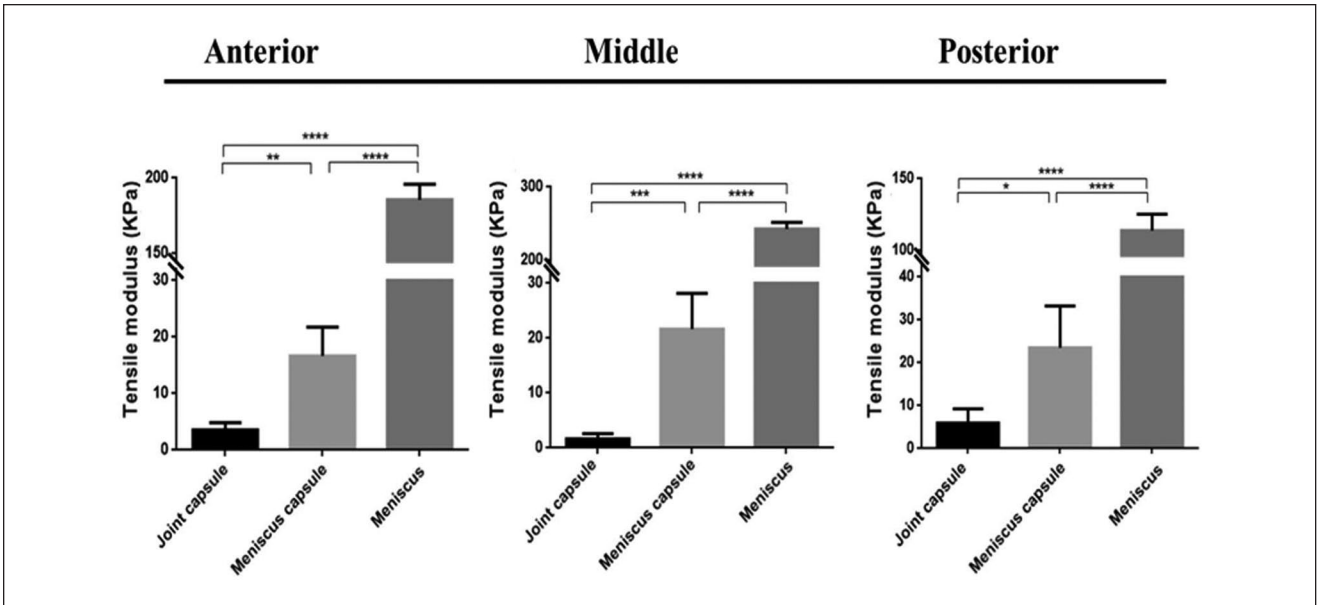 Anterior Middle Posterior
**** **** ****
** **** *** **** * ****
Tensile modulus (KPa)
200
150
30
20
10
0
Joint capsule
Meniscus capsule
Meniscus
Tensile modulus (KPa)
300
200
30
20
10
0
Joint capsule
Meniscus capsule
Meniscus
Tensile modulus (KPa)
150
100
40
30
20
10
0
Joint capsule
Meniscus capsule
Meniscus